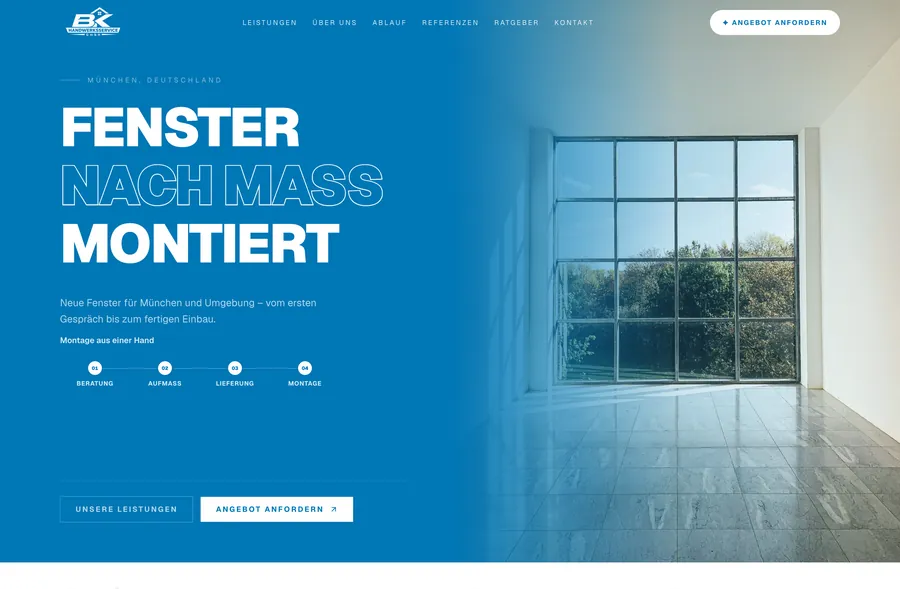 BK
HANDWERKSSERVICE
GMBH
LEISTUNGEN ÜBER UNS ABLAUF REFERENZEN RATGEBER KONTAKT
✦ ANGEBOT ANFORDERN
MÜNCHEN, DEUTSCHLAND
FENSTER
NACH MASS
MONTIERT
Neue Fenster für München und Umgebung – vom ersten
Gespräch bis zum fertigen Einbau.
Montage aus einer Hand
01 02 03 04
BERATUNG AUFMASS LIEFERUNG MONTAGE
UNSERE LEISTUNGEN ANGEBOT ANFORDERN ↗